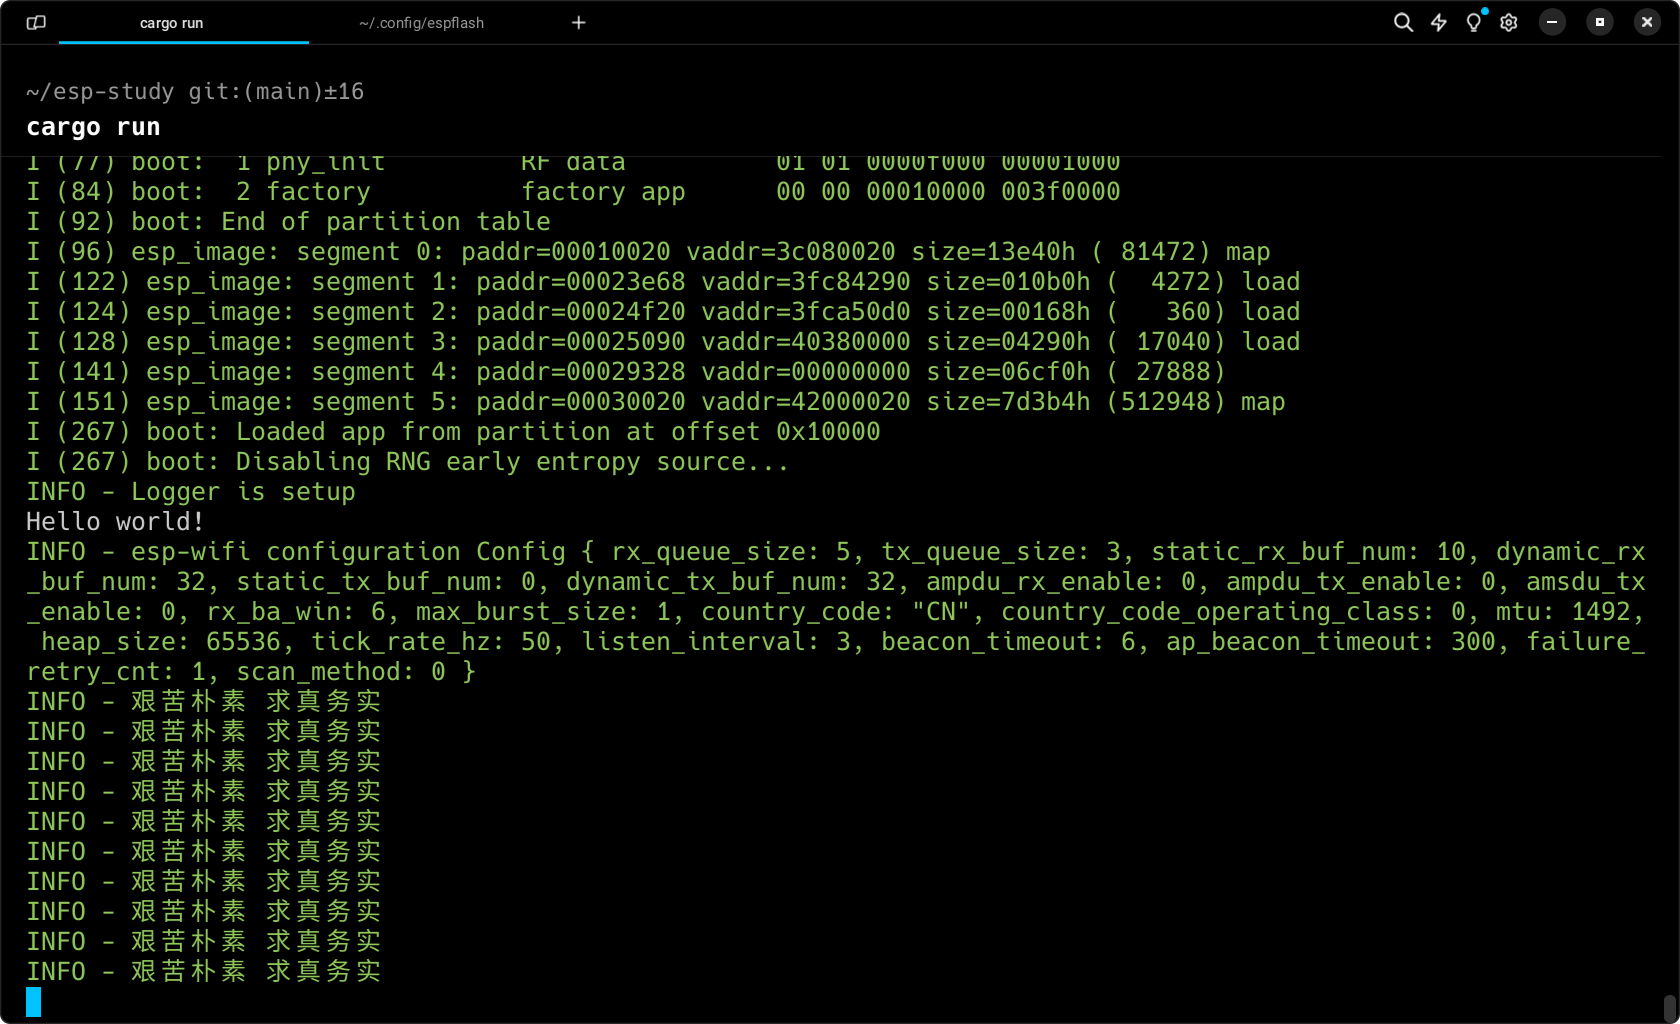 cargo run
~/.config/espflash
~/esp-study git:(main)±16
cargo run
I (77) boot:  1 phy_init         RF data          01 01 0000f000 00001000
I (84) boot:  2 factory          factory app      00 00 00010000 003f0000
I (92) boot: End of partition table
I (96) esp_image: segment 0: paddr=00010020 vaddr=3c080020 size=13e40h ( 81472) map
I (122) esp_image: segment 1: paddr=00023e68 vaddr=3fc84290 size=010b0h (  4272) load
I (124) esp_image: segment 2: paddr=00024f20 vaddr=3fca50d0 size=00168h (   360) load
I (128) esp_image: segment 3: paddr=00025090 vaddr=40380000 size=04290h ( 17040) load
I (141) esp_image: segment 4: paddr=00029328 vaddr=00000000 size=06cf0h ( 27888)
I (151) esp_image: segment 5: paddr=00030020 vaddr=42000020 size=7d3b4h (512948) map
I (267) boot: Loaded app from partition at offset 0x10000
I (267) boot: Disabling RNG early entropy source...
INFO - Logger is setup
Hello world!
INFO - esp-wifi configuration Config { rx_queue_size: 5, tx_queue_size: 3, static_rx_buf_num: 10, dynamic_rx
_buf_num: 32, static_tx_buf_num: 0, dynamic_tx_buf_num: 32, ampdu_rx_enable: 0, ampdu_tx_enable: 0, amsdu_tx
_enable: 0, rx_ba_win: 6, max_burst_size: 1, country_code: "CN", country_code_operating_class: 0, mtu: 1492,
 heap_size: 65536, tick_rate_hz: 50, listen_interval: 3, beacon_timeout: 6, ap_beacon_timeout: 300, failure_
retry_cnt: 1, scan_method: 0 }
INFO - 艰苦朴素 求真务实
INFO - 艰苦朴素 求真务实
INFO - 艰苦朴素 求真务实
INFO - 艰苦朴素 求真务实
INFO - 艰苦朴素 求真务实
INFO - 艰苦朴素 求真务实
INFO - 艰苦朴素 求真务实
INFO - 艰苦朴素 求真务实
INFO - 艰苦朴素 求真务实
INFO - 艰苦朴素 求真务实